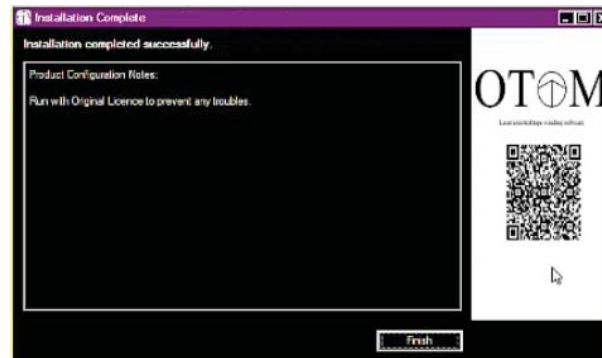 Installation Complete
Installation completed successfully.
Product Configuration Notes:
Run with Original Licence to prevent any troubles.
OTOM
Finish